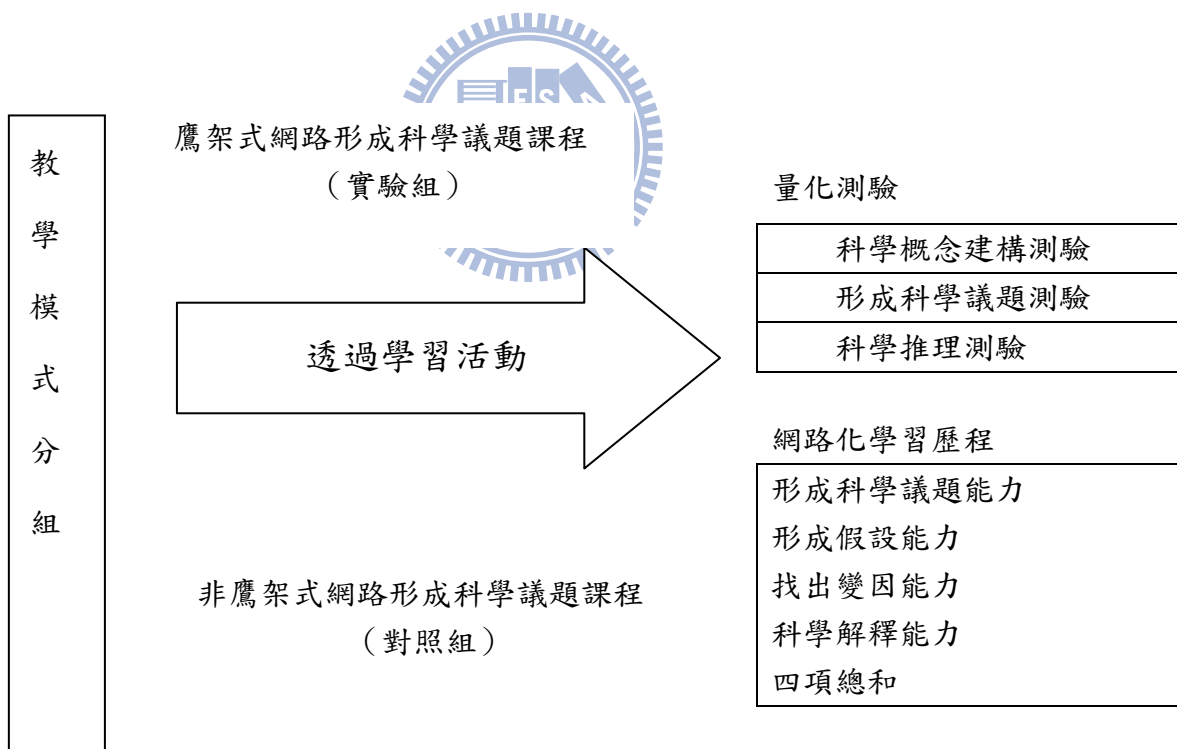 教學模式分組
鷹架式網路形成科學議題課程
（實驗組）
透過學習活動
非鷹架式網路形成科學議題課程
（對照組）
量化測驗
科學概念建構測驗
形成科學議題測驗
科學推理測驗
網路化學習歷程
形成科學議題能力
形成假設能力
找出變因能力
科學解釋能力
四項總和